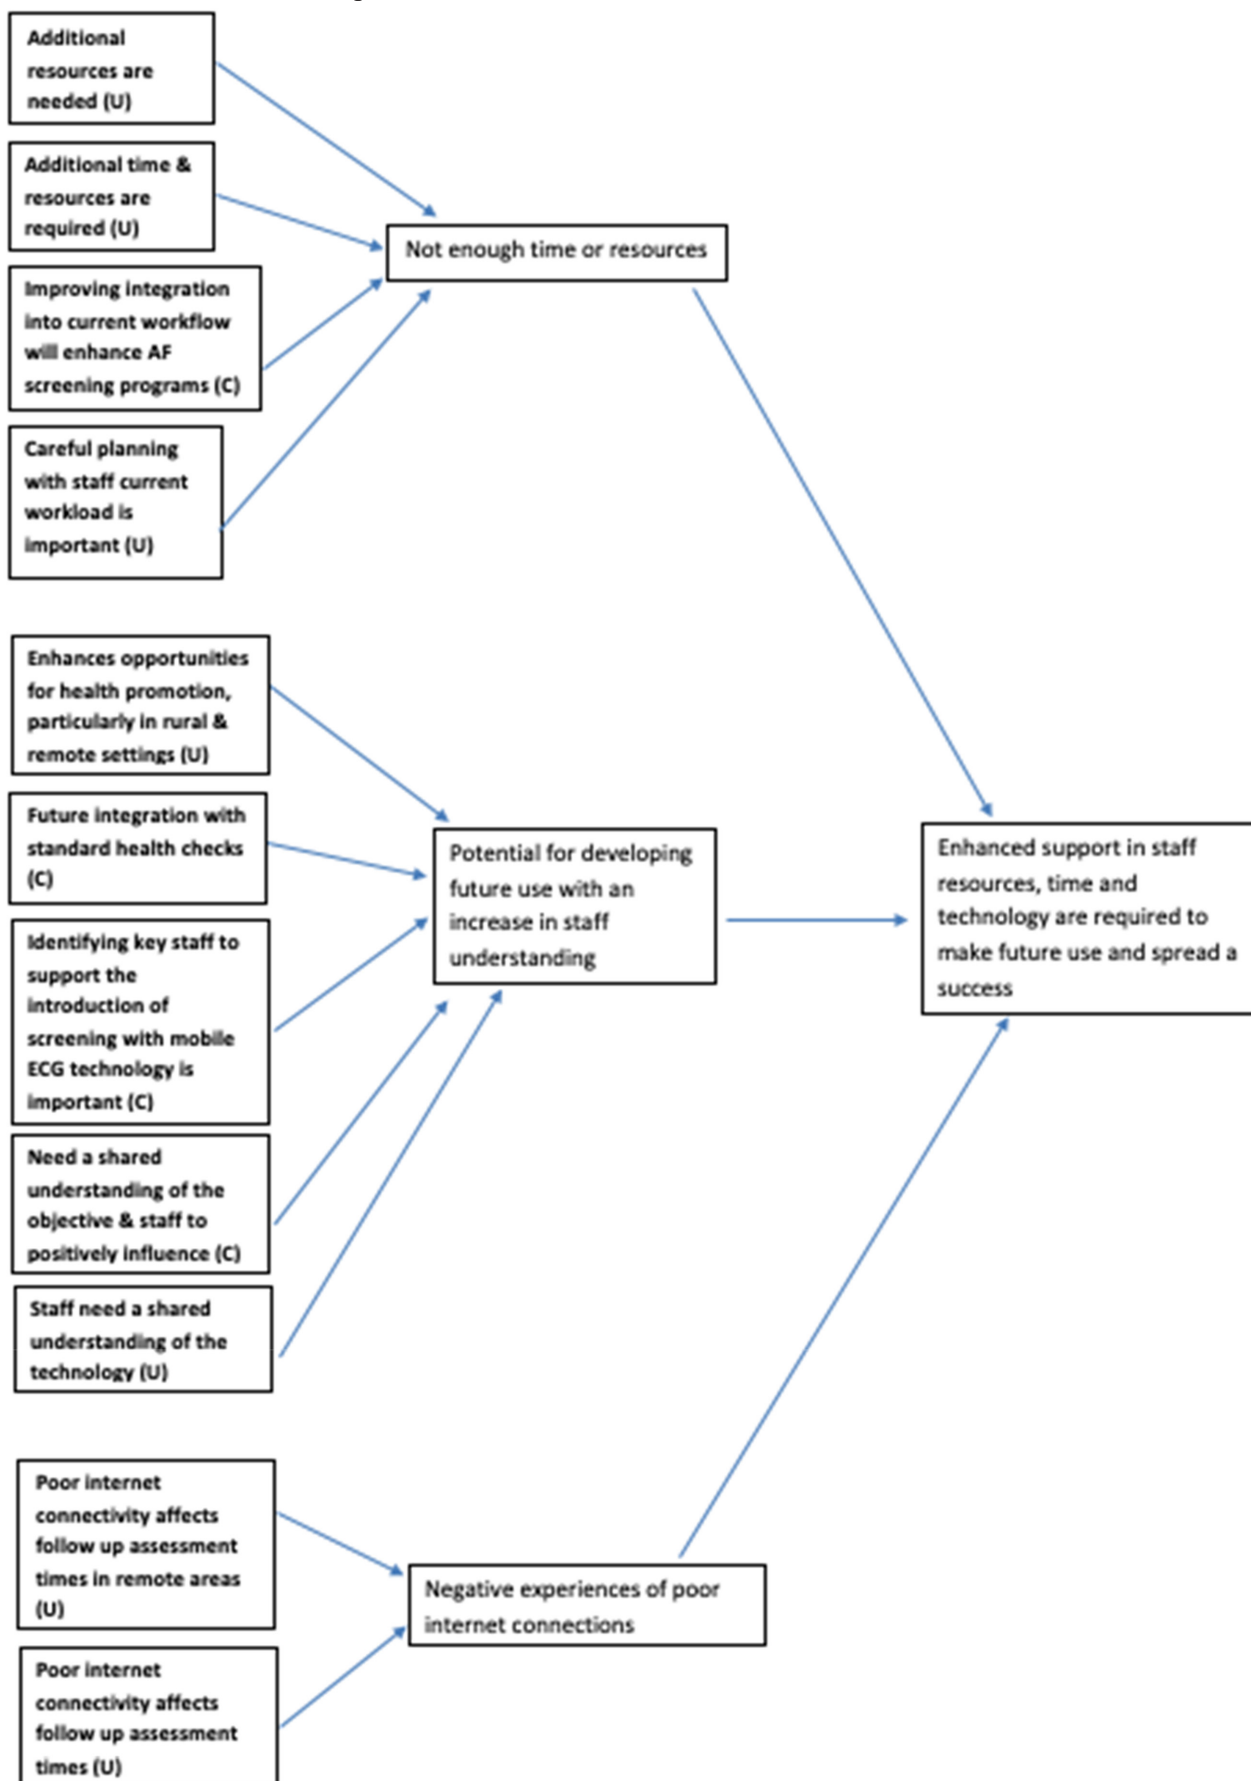 Additional
resources are
needed (U)
Additional time &
resources are
required (U)
Improving integration
into current workflow
will enhance AF
screening programs (C)
Careful planning
with staff current
workload is
important (U)
Not enough time or resources
Enhances opportunities
for health promotion,
particularly in rural &
remote settings (U)
Future integration with
standard health checks
(C)
Identifying key staff to
support the
introduction of
screening with mobile
ECG technology is
important (C)
Need a shared
understanding of the
objective & staff to
positively influence (C)
Staff need a shared
understanding of the
technology (U)
Potential for developing
future use with an
increase in staff
understanding
Enhanced support in staff
resources, time and
technology are required to
make future use and spread a
success
Poor internet
connectivity affects
follow up assessment
times in remote areas
(U)
Poor internet
connectivity affects
follow up assessment
times (U)
Negative experiences of poor
internet connections